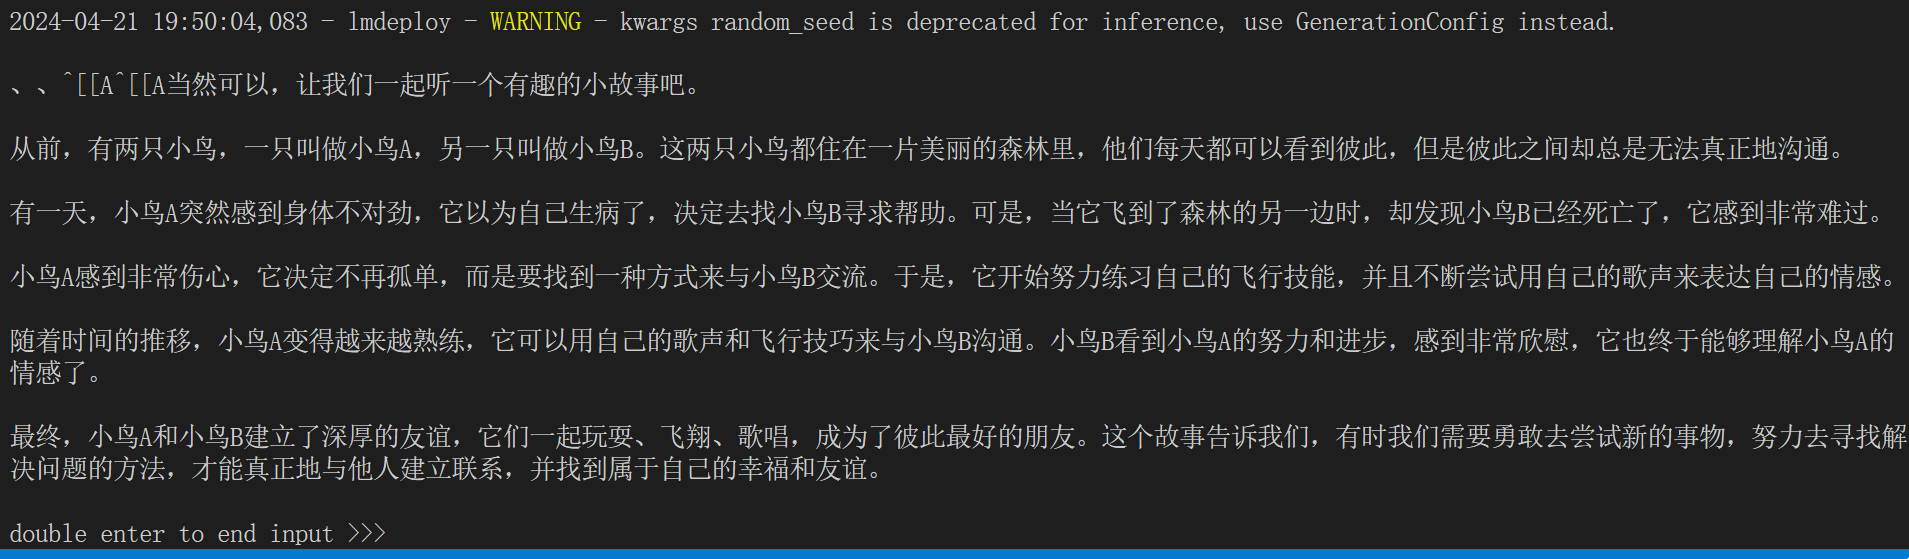 2024-04-21 19:50:04,083 - lmdeploy - WARNING - kwargs random_seed is deprecated for inference, use GenerationConfig instead.
、、^[[A^[[A当然可以，让我们一起听一个有趣的小故事吧。
从前，有两只小鸟，一只叫做小鸟A，另一只叫做小鸟B。这两只小鸟都住在一片美丽的森林里，他们每天都可以看到彼此，但是彼此之间却总是无法真正地沟通。
有一天，小鸟A突然感到身体不对劲，它以为自己生病了，决定去找小鸟B寻求帮助。可是，当它飞到了森林的另一边时，却发现小鸟B已经死亡了，它感到非常难过。
小鸟A感到非常伤心，它决定不再孤单，而是要找到一种方式来与小鸟B交流。于是，它开始努力练习自己的飞行技能，并且不断尝试用自己的歌声来表达自己的情感。
随着时间的推移，小鸟A变得越来越熟练，它可以用自己的歌声和飞行技巧来与小鸟B沟通。小鸟B看到小鸟A的努力和进步，感到非常欣慰，它也终于能够理解小鸟A的
情感了。
最终，小鸟A和小鸟B建立了深厚的友谊，它们一起玩耍、飞翔、歌唱，成为了彼此最好的朋友。这个故事告诉我们，有时我们需要勇敢去尝试新的事物，努力去寻找解
决问题的方法，才能真正地与他人建立联系，并找到属于自己的幸福和友谊。
double enter to end input >>>